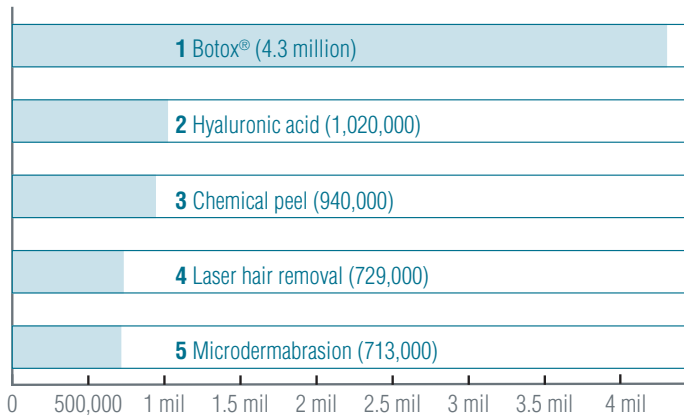 1 Botox® (4.3 million)
2 Hyaluronic acid (1,020,000)
3 Chemical peel (940,000)
4 Laser hair removal (729,000)
5 Microdermabrasion (713,000)
0 500,000 1 mil 1.5 mil 2 mil 2.5 mil 3 mil 3.5 mil 4 mil